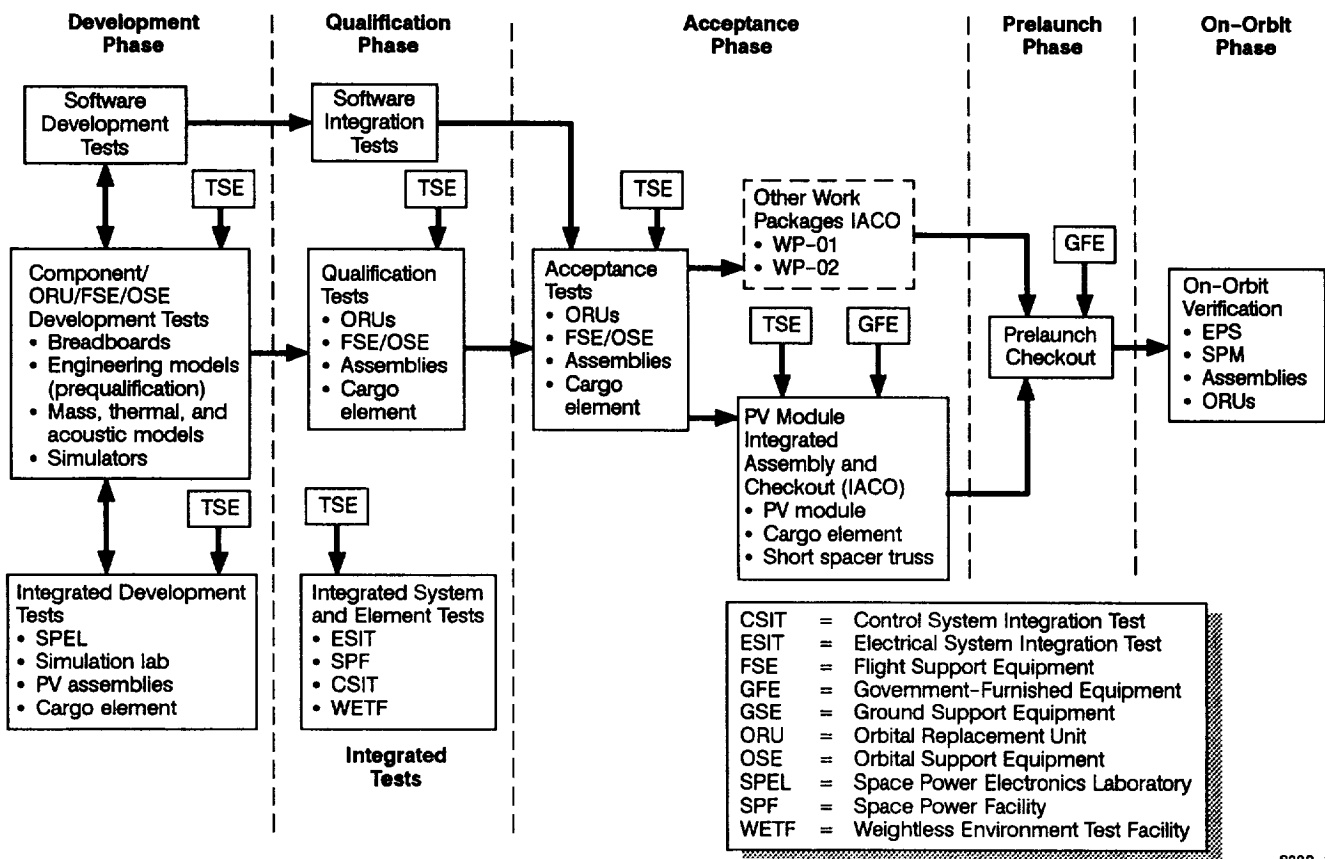 Development
Phase
Qualification
Phase
Acceptance
Phase
Prelaunch
Phase
On-Orbit
Phase
Software
Development
Tests
Software
Integration
Tests
TSE
TSE
TSE
Other Work
Packages IACO
• WP-01
• WP-02
GFE
Component/
ORU/FSE/OSE
Development Tests
• Breadboards
• Engineering models
(prequalification)
• Mass, thermal, and
acoustic models
• Simulators
Qualification
Tests
• ORUs
• FSE/OSE
• Assemblies
• Cargo
element
Acceptance
Tests
• ORUs
• FSE/OSE
• Assemblies
• Cargo
element
TSE
GFE
Prelaunch
Checkout
On-Orbit
Verification
• EPS
• SPM
• Assemblies
• ORUs
PV Module
Integrated
Assembly and
Checkout (IACO)
• PV module
• Cargo element
• Short spacer truss
TSE
TSE
Integrated Development
Tests
• SPEL
• Simulation lab
• PV assemblies
• Cargo element
Integrated System
and Element Tests
• ESIT
• SPF
• CSIT
• WETF
Integrated
Tests
CSIT = Control System Integration Test
ESIT = Electrical System Integration Test
FSE = Flight Support Equipment
GFE = Government-Furnished Equipment
GSE = Ground Support Equipment
ORU = Orbital Replacement Unit
OSE = Orbital Support Equipment
SPEL = Space Power Electronics Laboratory
SPF = Space Power Facility
WETF = Weightless Environment Test Facility